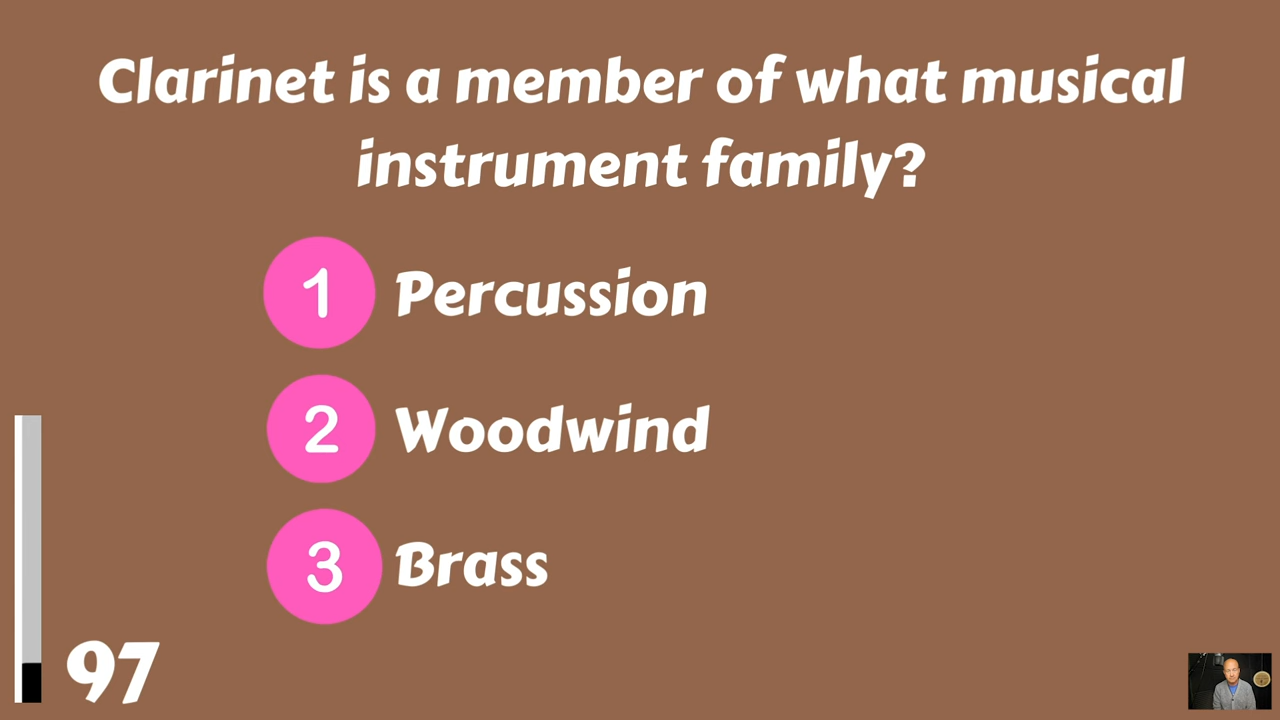 Clarinet is a member of what musical
instrument family?
1 Percussion
2 Woodwind
3 Brass
97